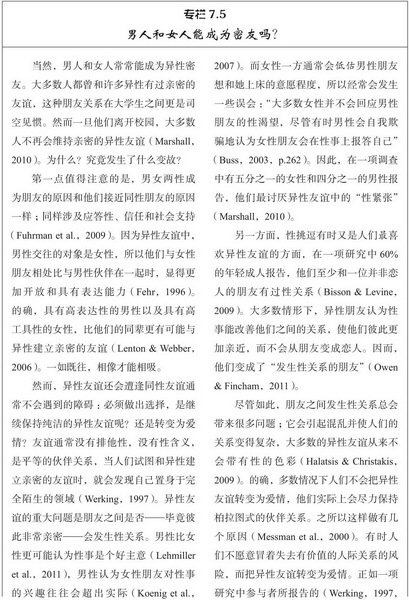 专栏 7.5
男人和女人能成为密友吗？
当然，男人和女人常常能成为异性密
友。大多数人都曾和许多异性有过亲密的
友谊，这种朋友关系在大学生之间更是司
空见惯。然而一旦他们离开校园，大多数
人不再会维持亲密的异性友谊（Marshall,
2010）。为什么？究竟发生了什么变故？
第一点值得注意的是，男女两性成
为朋友的原因和他们接近同性朋友的原因
一样；同样涉及应答性、信任和社会支持
（Fuhrman et al., 2009）。因为异性友谊中，
男性交往的对象是女性，所以他们与女性
朋友相处比与男性伙伴在一起时，显得更
加开放和具有表达能力（Fehr, 1996）。
的确，具有高表达性的男性以及具有高
工具性的女性，比他们的同辈更有可能与
异性建立亲密的友谊（Lenton & Webber,
2006）。一如既往，相像才能相吸。
然而，异性友谊还会遭逢同性友谊通
常不会遇到的障碍；必须做出选择，是继
续保持纯洁的异性友谊呢？还是转变为爱
情？友谊通常没有排他性，没有性含义，
是平等的伙伴关系，当人们试图和异性建
立亲密的友谊时，就会发现自己置身于完
全陌生的领域（Werking, 1997）。异性友
谊的重大问题是朋友之间是否——毕竟彼
此非常亲密——会发生性关系。男性比女
性更可能认为性事是个好主意（Lehmiller
et al., 2011），男性认为女性朋友对性事
的兴趣往往会超出实际（Koenig et al.,
2007）。而女性一方通常会低估男性朋友
想和她上床的意愿程度，所以经常会发生
一些误会：“大多数女性并不会回应男性
朋友的性渴望，尽管有时男性会自我欺
骗地认为女性朋友会在性事上报答自己”
（Buss, 2003, p.262）。因此，在一项调查
中有五分之一的女性和四分之一的男性报
告，他们最讨厌异性友谊中的“性紧张”
（Marshall, 2010）。
另一方面，性挑逗有时又是人们最喜
欢异性友谊的方面，在一项研究中 60%
的年轻成人报告，他们至少和一位并非恋
人的朋友有过性关系（Bisson & Levine,
2009）。大多数情形下，异性朋友认为性
事能改善他们之间的关系，使他们彼此更
加亲近，而不会从朋友变成恋人。因而，
他们变成了“发生性关系的朋友”（Owen
& Fincham, 2011）。
尽管如此，朋友之间发生性关系总会
带来很多问题；它会引起混乱并使人们的
关系变得复杂，大多数的异性友谊从来不
会带有性的色彩（Halatsis & Christakis,
2009）。的确，多数情况下人们不会把异性
友谊转变为爱情，他们实际上会尽力保持
柏拉图式的伙伴关系。之所以这样做有几
个原因（Messman et al., 2000）。有时人
们不愿意冒着失去有价值的人际关系的风
险，而把异性友谊转变为爱情。正如一项
研究中参与者所报告的（Werking, 1997,